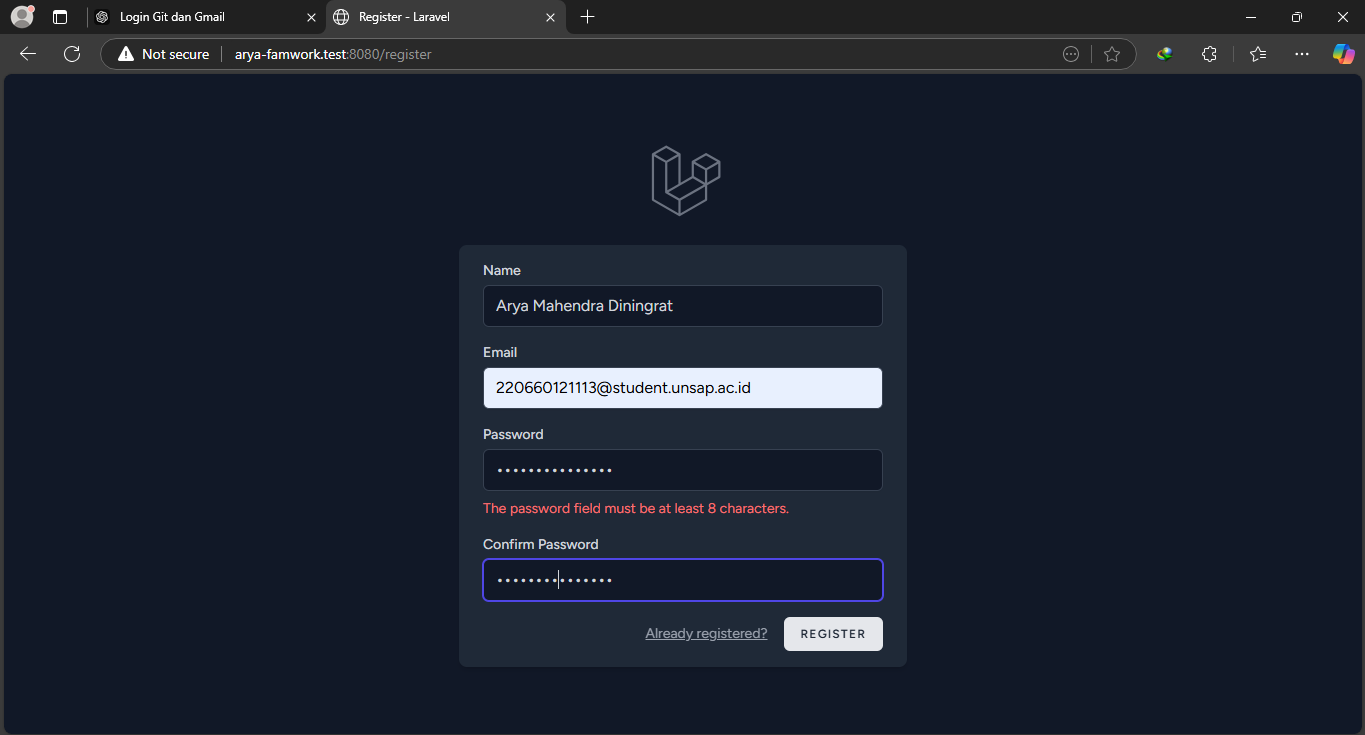 Login Git dan Gmail
Register - Laravel
Not secure
arya-famwork.test:8080/register
Name
Arya Mahendra Diningrat
Email
220660121113@student.unsap.ac.id
Password
•••••••••••••••
The password field must be at least 8 characters.
Confirm Password
•••••••••••••••
Already registered?
REGISTER